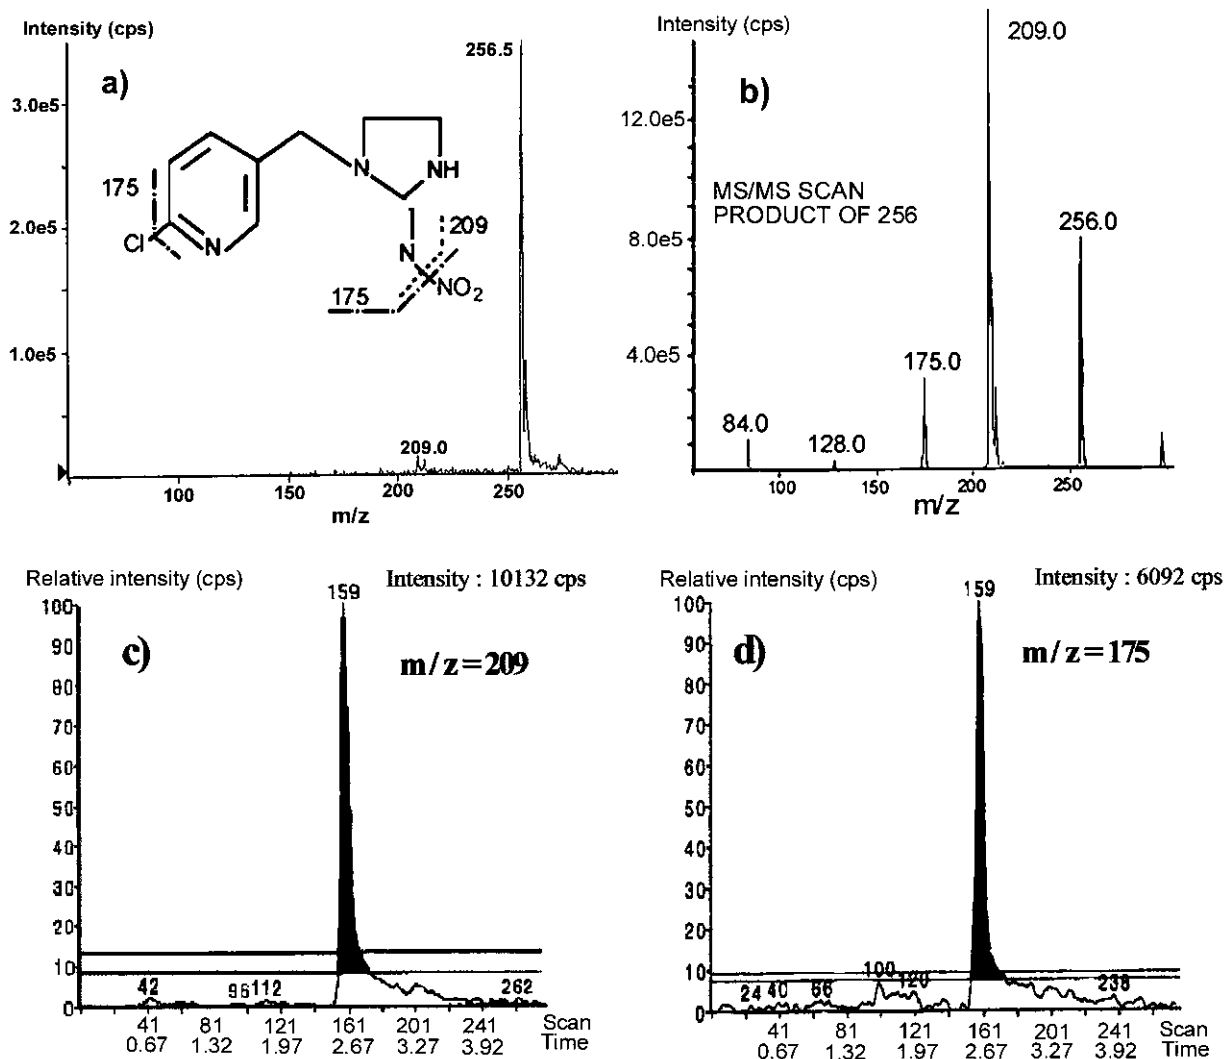 Intensity (cps)
256.5
a)
3.0e5
175
N
NH
2.0e5
Cl
N
N
209
NO2
175
1.0e5
209.0
100
150
200
250
m/z
Intensity (cps)
209.0
b)
12.0e5
MS/MS SCAN
PRODUCT OF 256
8.0e5
256.0
4.0e5
175.0
84.0
128.0
100
150
200
250
m/z
Relative intensity (cps)
Intensity : 10132 cps
159
100
c)
m/z=209
90
80
70
60
50
40
30
20
10
0
42
96
112
262
41 81 121 161 201 241 Scan
0.67 1.32 1.97 2.67 3.27 3.92 Time
Relative intensity (cps)
Intensity : 6092 cps
159
100
d)
m/z=175
90
80
70
60
50
40
30
20
10
0
24
40
66
100
120
238
41 81 121 161 201 241 Scan
0.67 1.32 1.97 2.67 3.27 3.92 Time